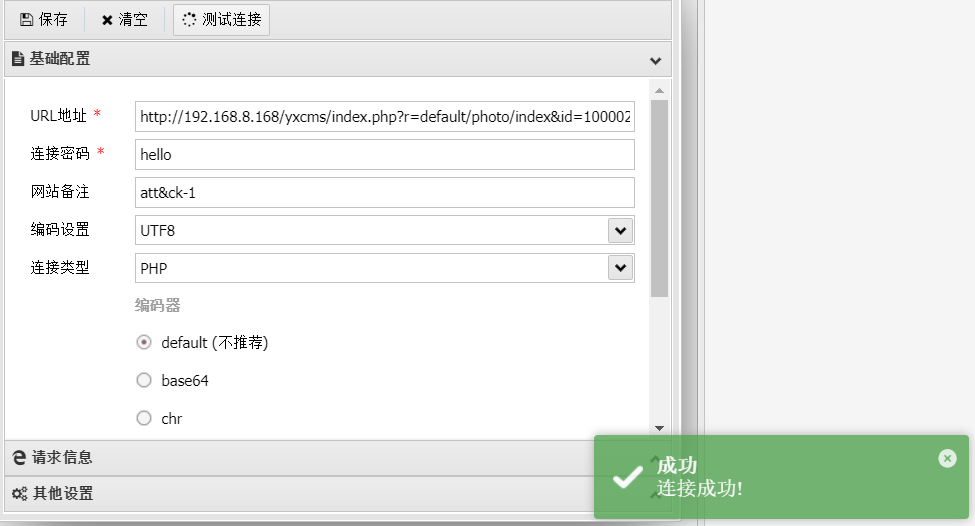 保存 清空 测试连接
基础配置
URL地址 * http://192.168.8.168/yxcms/index.php?r=default/photo/index&id=100002
连接密码 * hello
网站备注 att&ck-1
编码设置 UTF8
连接类型 PHP
编码器
default (不推荐)
base64
chr
请求信息
其他设置
成功
连接成功!